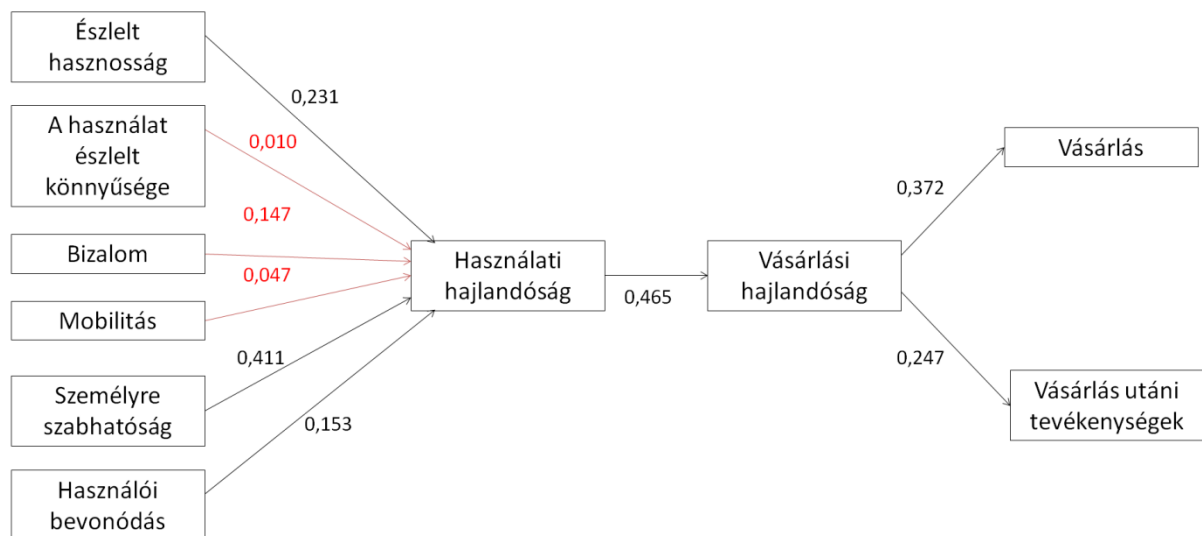 Észlelt
hasznosság
0,231
A használat
észlelt
könnyűsége
0,010
0,147
Bizalom
0,047
Mobilitás
0,411
Személyre
szabhatóság
0,153
Használói
bevonódás
Használati
hajlandóság
0,465
Vásárlási
hajlandóság
0,372
Vásárlás
0,247
Vásárlás utáni
tevékenységek